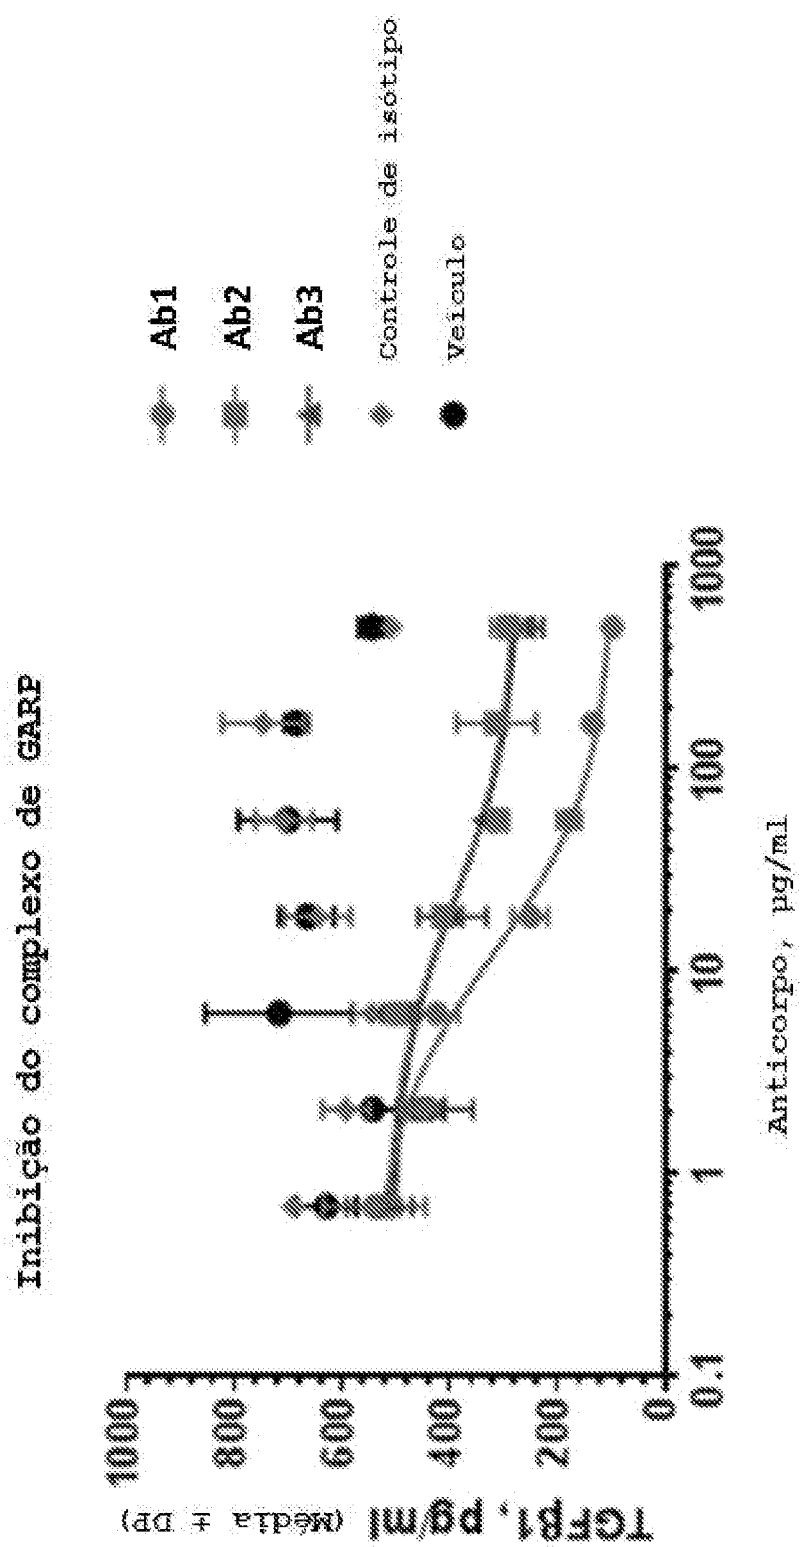 Inibição do complexo de GARP
TGFβ1, pg/ml (Média ± DP)
1000
800
600
400
200
0
0.1
1
10
100
1000
Anticorpo, µg/ml
Ab1
Ab2
Ab3
Controle de isótipo
Veículo